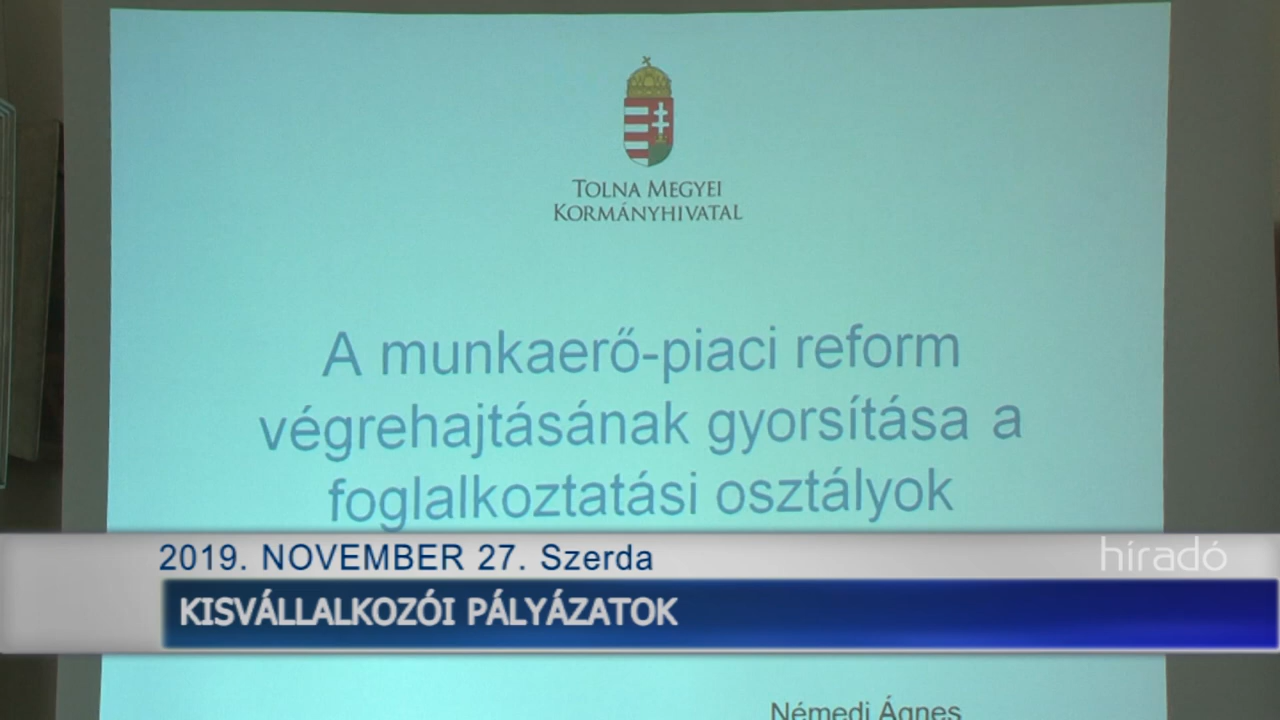 TOLNA MEGYEI
KORMÁNYHIVATAL
A munkaerő-piaci reform
végrehajtásának gyorsítása a
foglalkoztatási osztályok
2019. NOVEMBER 27. Szerda
híradó
KISVÁLLALKOZÓI PÁLYÁZATOK
Némedi Ágnes